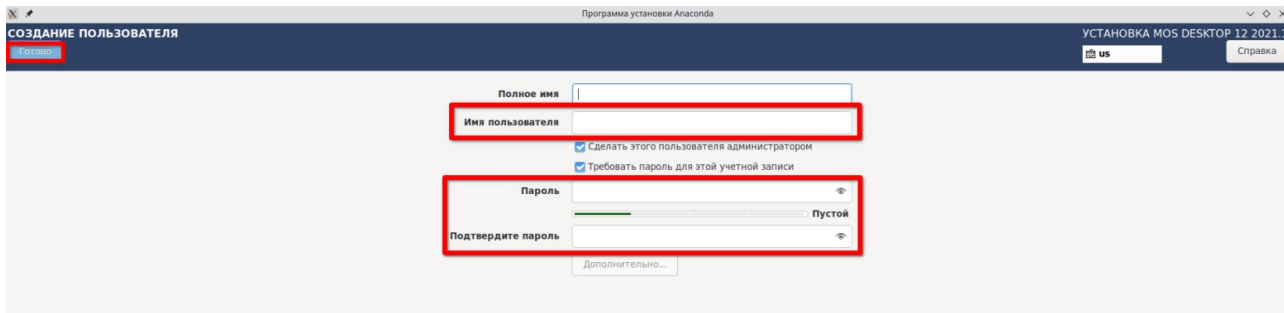 Программа установки Anaconda
СОЗДАНИЕ ПОЛЬЗОВАТЕЛЯ
УСТАНОВКА MOS DESKTOP 12 2021.
Готово
us
Справка
Полное имя
Имя пользователя
Сделать этого пользователя администратором
Требовать пароль для этой учетной записи
Пароль
Пустой
Подтвердите пароль
Дополнительно...